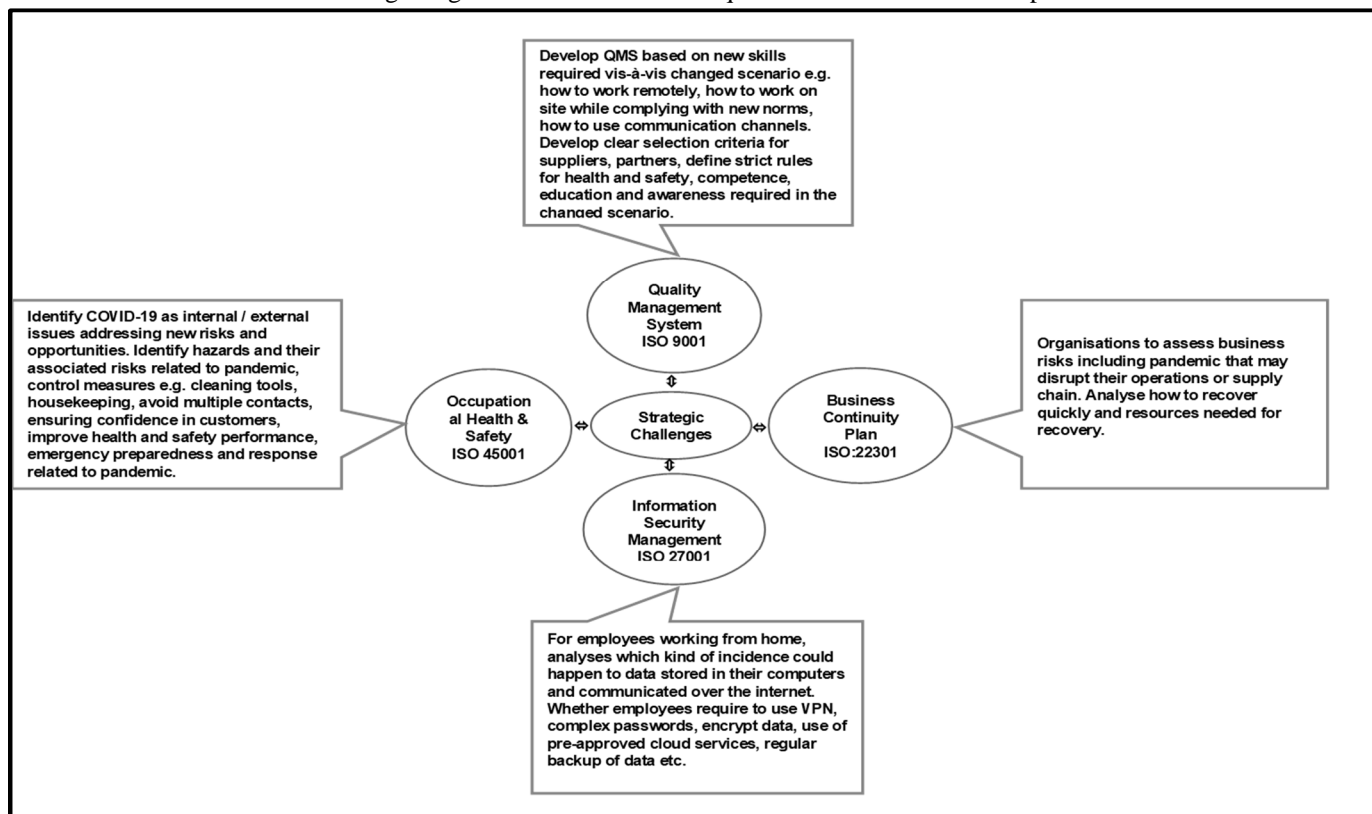 Develop QMS based on new skills
required vis-à-vis changed scenario e.g.
how to work remotely, how to work on
site while complying with new norms,
how to use communication channels.
Develop clear selection criteria for
suppliers, partners, define strict rules
for health and safety, competence,
education and awareness required in the
changed scenario.
Quality
Management
System
ISO 9001
Identify COVID-19 as internal / external
issues addressing new risks and
opportunities. Identify hazards and their
associated risks related to pandemic,
control measures e.g. cleaning tools,
housekeeping, avoid multiple contacts,
ensuring confidence in customers,
improve health and safety performance,
emergency preparedness and response
related to pandemic.
Occupation
al Health &
Safety
ISO 45001
Strategic
Challenges
Business
Continuity
Plan
ISO:22301
Organisations to assess business
risks including pandemic that may
disrupt their operations or supply
chain. Analyse how to recover
quickly and resources needed for
recovery.
Information
Security
Management
ISO 27001
For employees working from home,
analyses which kind of incidence could
happen to data stored in their computers
and communicated over the internet.
Whether employees require to use VPN,
complex passwords, encrypt data, use of
pre-approved cloud services, regular
backup of data etc.